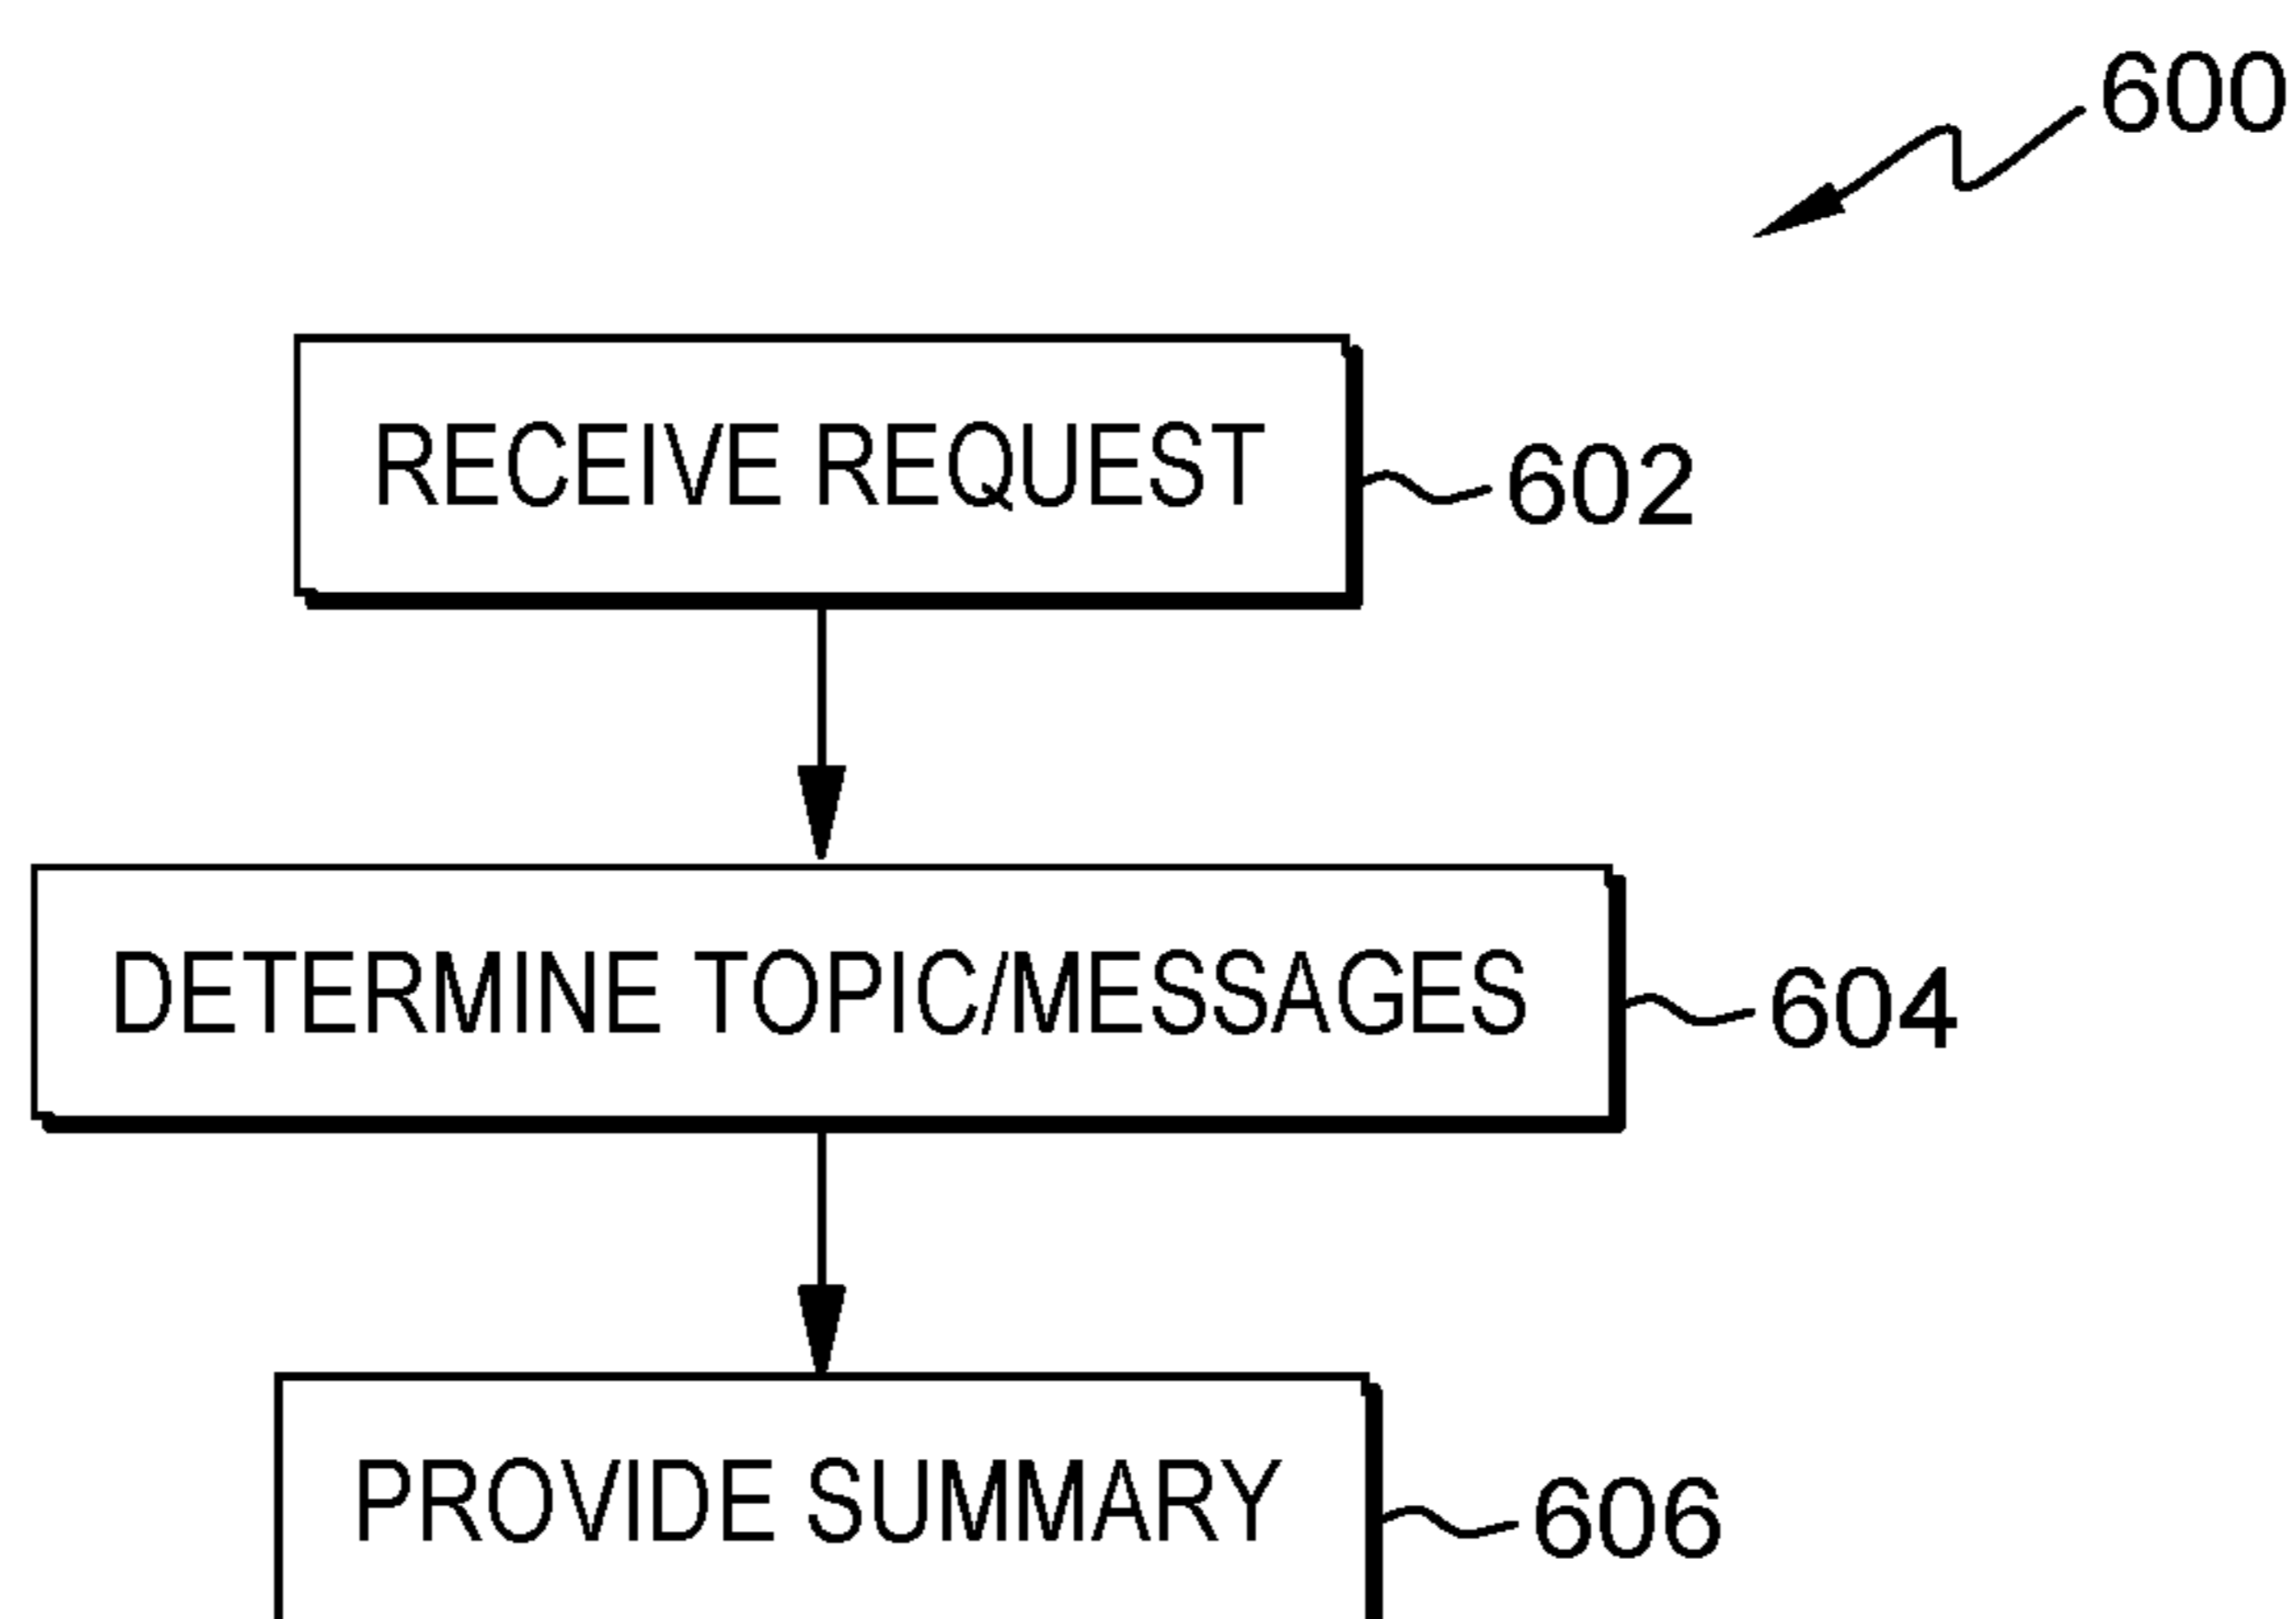 600
RECEIVE REQUEST
602
DETERMINE TOPIC/MESSAGES
604
PROVIDE SUMMARY
606